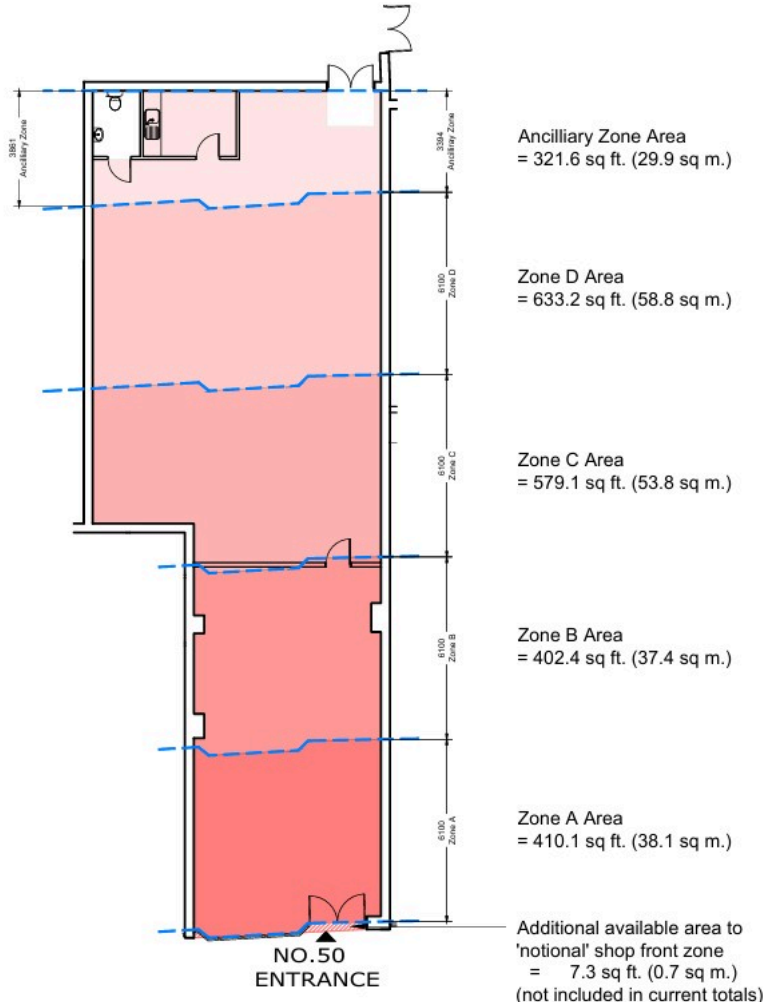 3861
Ancilliary Zone
3394
Ancilliray Zone
Ancilliary Zone Area
= 321.6 sq ft. (29.9 sq m.)
6100
Zone D
Zone D Area
= 633.2 sq ft. (58.8 sq m.)
6100
Zone C
Zone C Area
= 579.1 sq ft. (53.8 sq m.)
6100
Zone B
Zone B Area
= 402.4 sq ft. (37.4 sq m.)
6100
Zone A
Zone A Area
= 410.1 sq ft. (38.1 sq m.)
Additional available area to
'notional' shop front zone
= 7.3 sq ft. (0.7 sq m.)
(not included in current totals)
NO.50
ENTRANCE